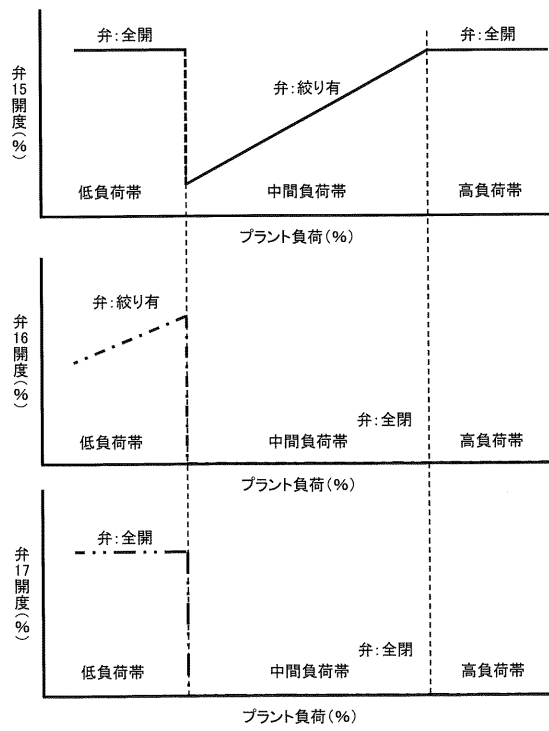 弁:全開
弁:全開
弁:絞り有
弁15開度(%)
低負荷帯
中間負荷帯
高負荷帯
プラント負荷(%)
弁:絞り有
弁16開度(%)
弁:全閉
低負荷帯
中間負荷帯
高負荷帯
プラント負荷(%)
弁:全開
弁17開度(%)
弁:全閉
低負荷帯
中間負荷帯
高負荷帯
プラント負荷(%)